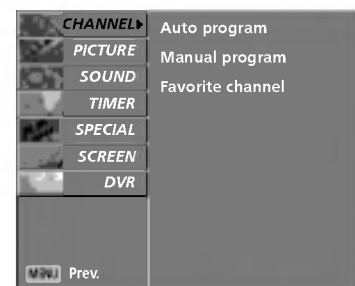 CHANNEL
PICTURE
SOUND
TIMER
SPECIAL
SCREEN
DVR
Auto program
Manual program
Favorite channel
MENU Prev.